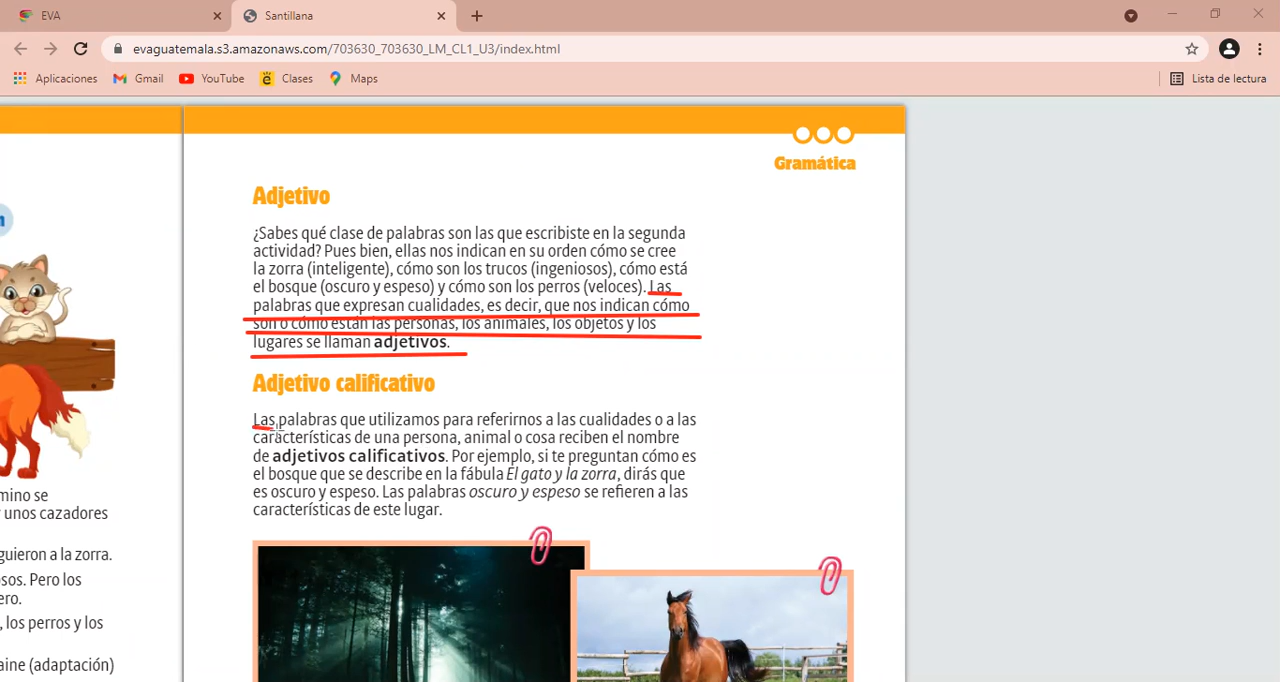 EVA
Santillana
evaguatemala.s3.amazonaws.com/703630_703630_LM_CL1_U3/index.html
Aplicaciones
Gmail
YouTube
Clases
Maps
Lista de lectura
Gramática
Adjetivo
¿Sabes qué clase de palabras son las que escribiste en la segunda
actividad? Pues bien, ellas nos indican en su orden cómo se cree
la zorra (inteligente), cómo son los trucos (ingeniosos), cómo está
el bosque (oscuro y espeso) y cómo son los perros (veloces). Las
palabras que expresan cualidades, es decir, que nos indican cómo
son o cómo están las personas, los animales, los objetos y los
lugares se llaman adjetivos.
Adjetivo calificativo
Las palabras que utilizamos para referirnos a las cualidades o a las
características de una persona, animal o cosa reciben el nombre
de adjetivos calificativos. Por ejemplo, si te preguntan cómo es
el bosque que se describe en la fábula El gato y la zorra, dirás que
es oscuro y espeso. Las palabras oscuro y espeso se refieren a las
características de este lugar.
mino se
unos cazadores
guieron a la zorra.
sos. Pero los
ero.
, los perros y los
aine (adaptación)